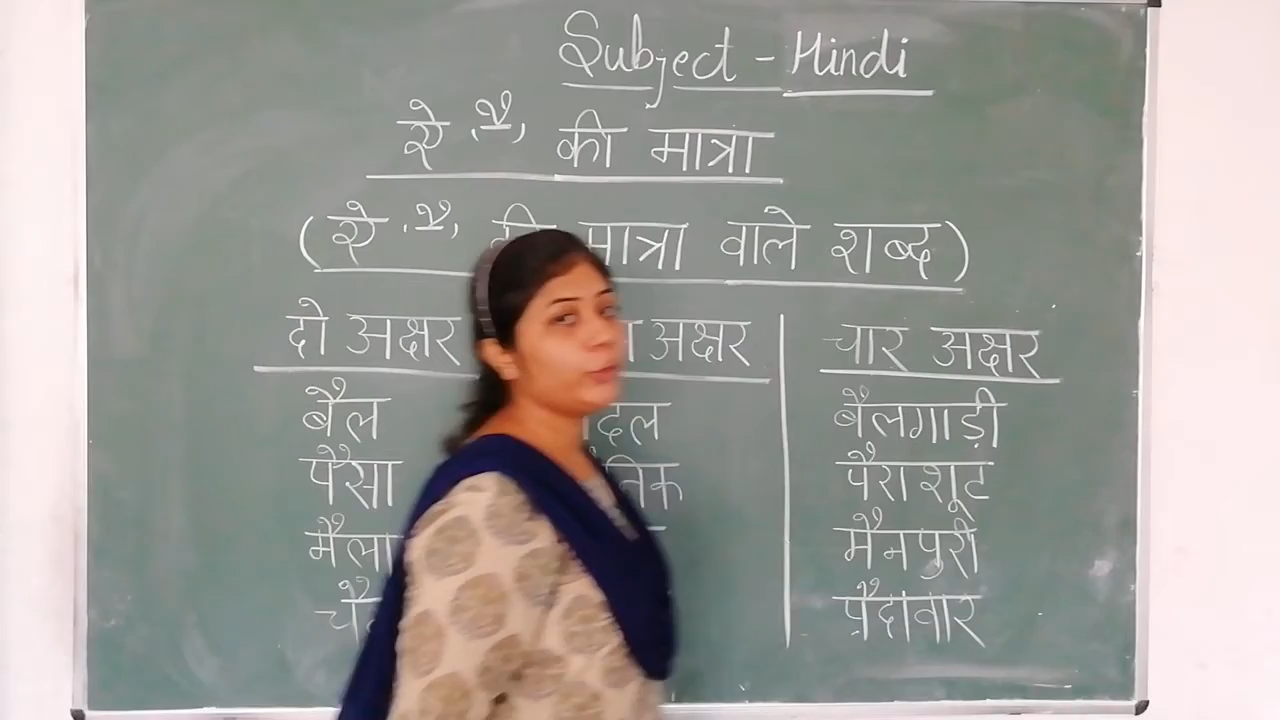 Subject - Hindi
ऐ ' ै ' की मात्रा
(ऐ ' ै ' की मात्रा वाले शब्द)
दो अक्षर अक्षर चार अक्षर
बैल बैलगाड़ी
पैसा पैराशूट
मैला मैनपुरी
पैदावार